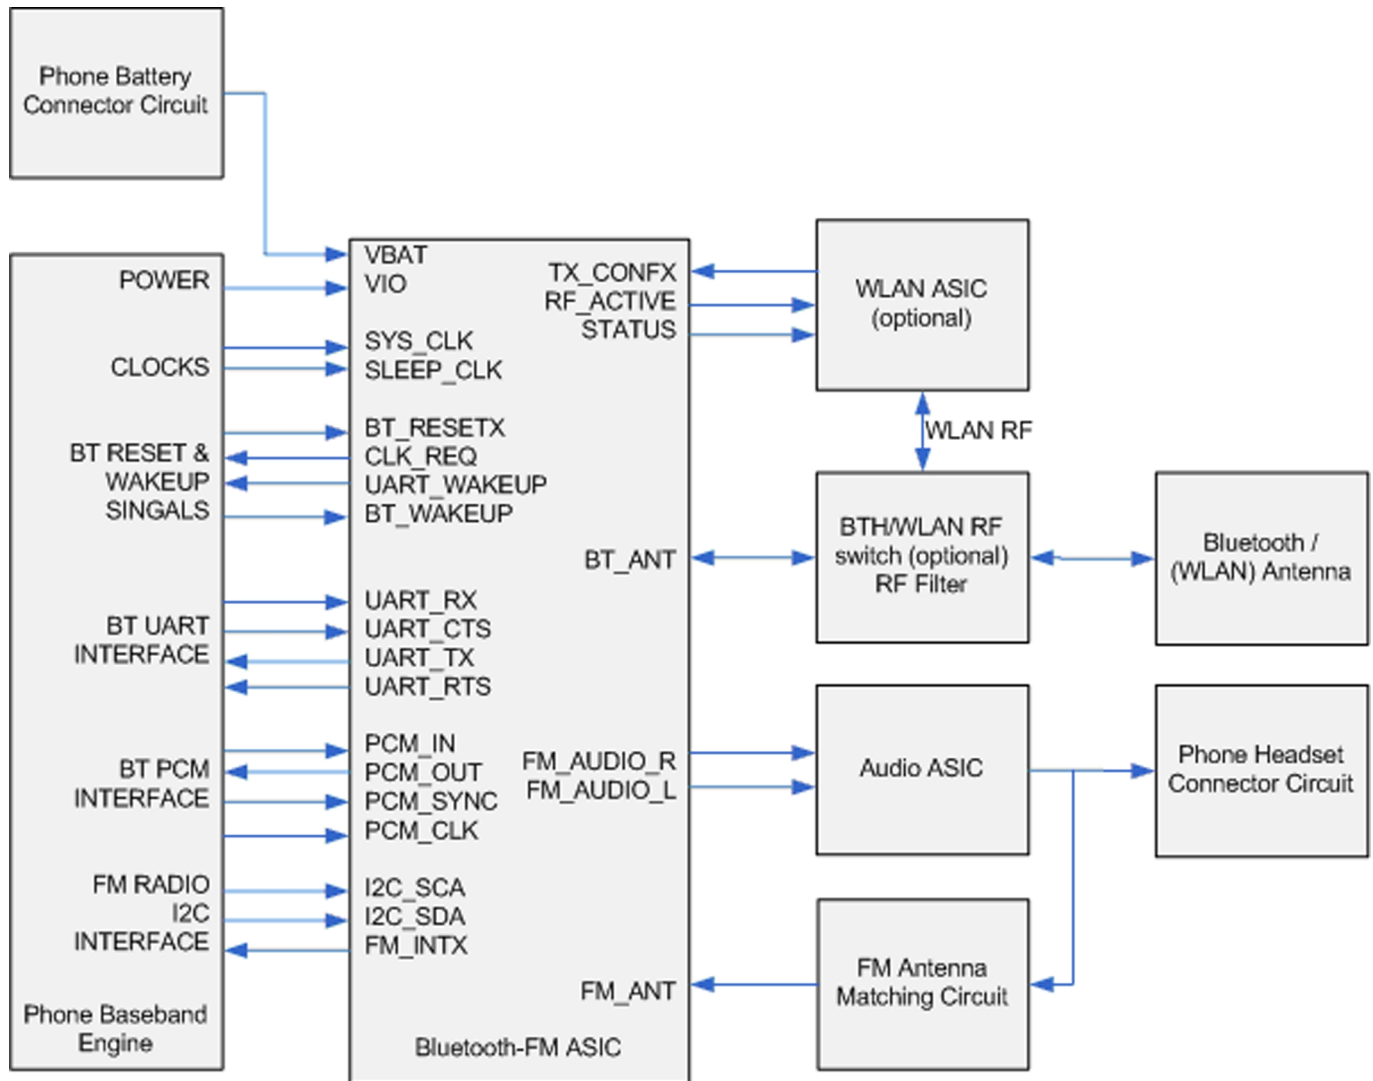 Phone Battery
Connector Circuit
POWER
CLOCKS
BT RESET &
WAKEUP
SINGALS
BT UART
INTERFACE
BT PCM
INTERFACE
FM RADIO
I2C
INTERFACE
Phone Baseband
Engine
VBAT
VIO
SYS_CLK
SLEEP_CLK
BT_RESETX
CLK_REQ
UART_WAKEUP
BT_WAKEUP
UART_RX
UART_CTS
UART_TX
UART_RTS
PCM_IN
PCM_OUT
PCM_SYNC
PCM_CLK
I2C_SCA
I2C_SDA
FM_INTX
TX_CONFX
RF_ACTIVE
STATUS
BT_ANT
FM_AUDIO_R
FM_AUDIO_L
FM_ANT
Bluetooth-FM ASIC
WLAN ASIC
(optional)
WLAN RF
BTH/WLAN RF
switch (optional)
RF Filter
Bluetooth /
(WLAN) Antenna
Audio ASIC
Phone Headset
Connector Circuit
FM Antenna
Matching Circuit